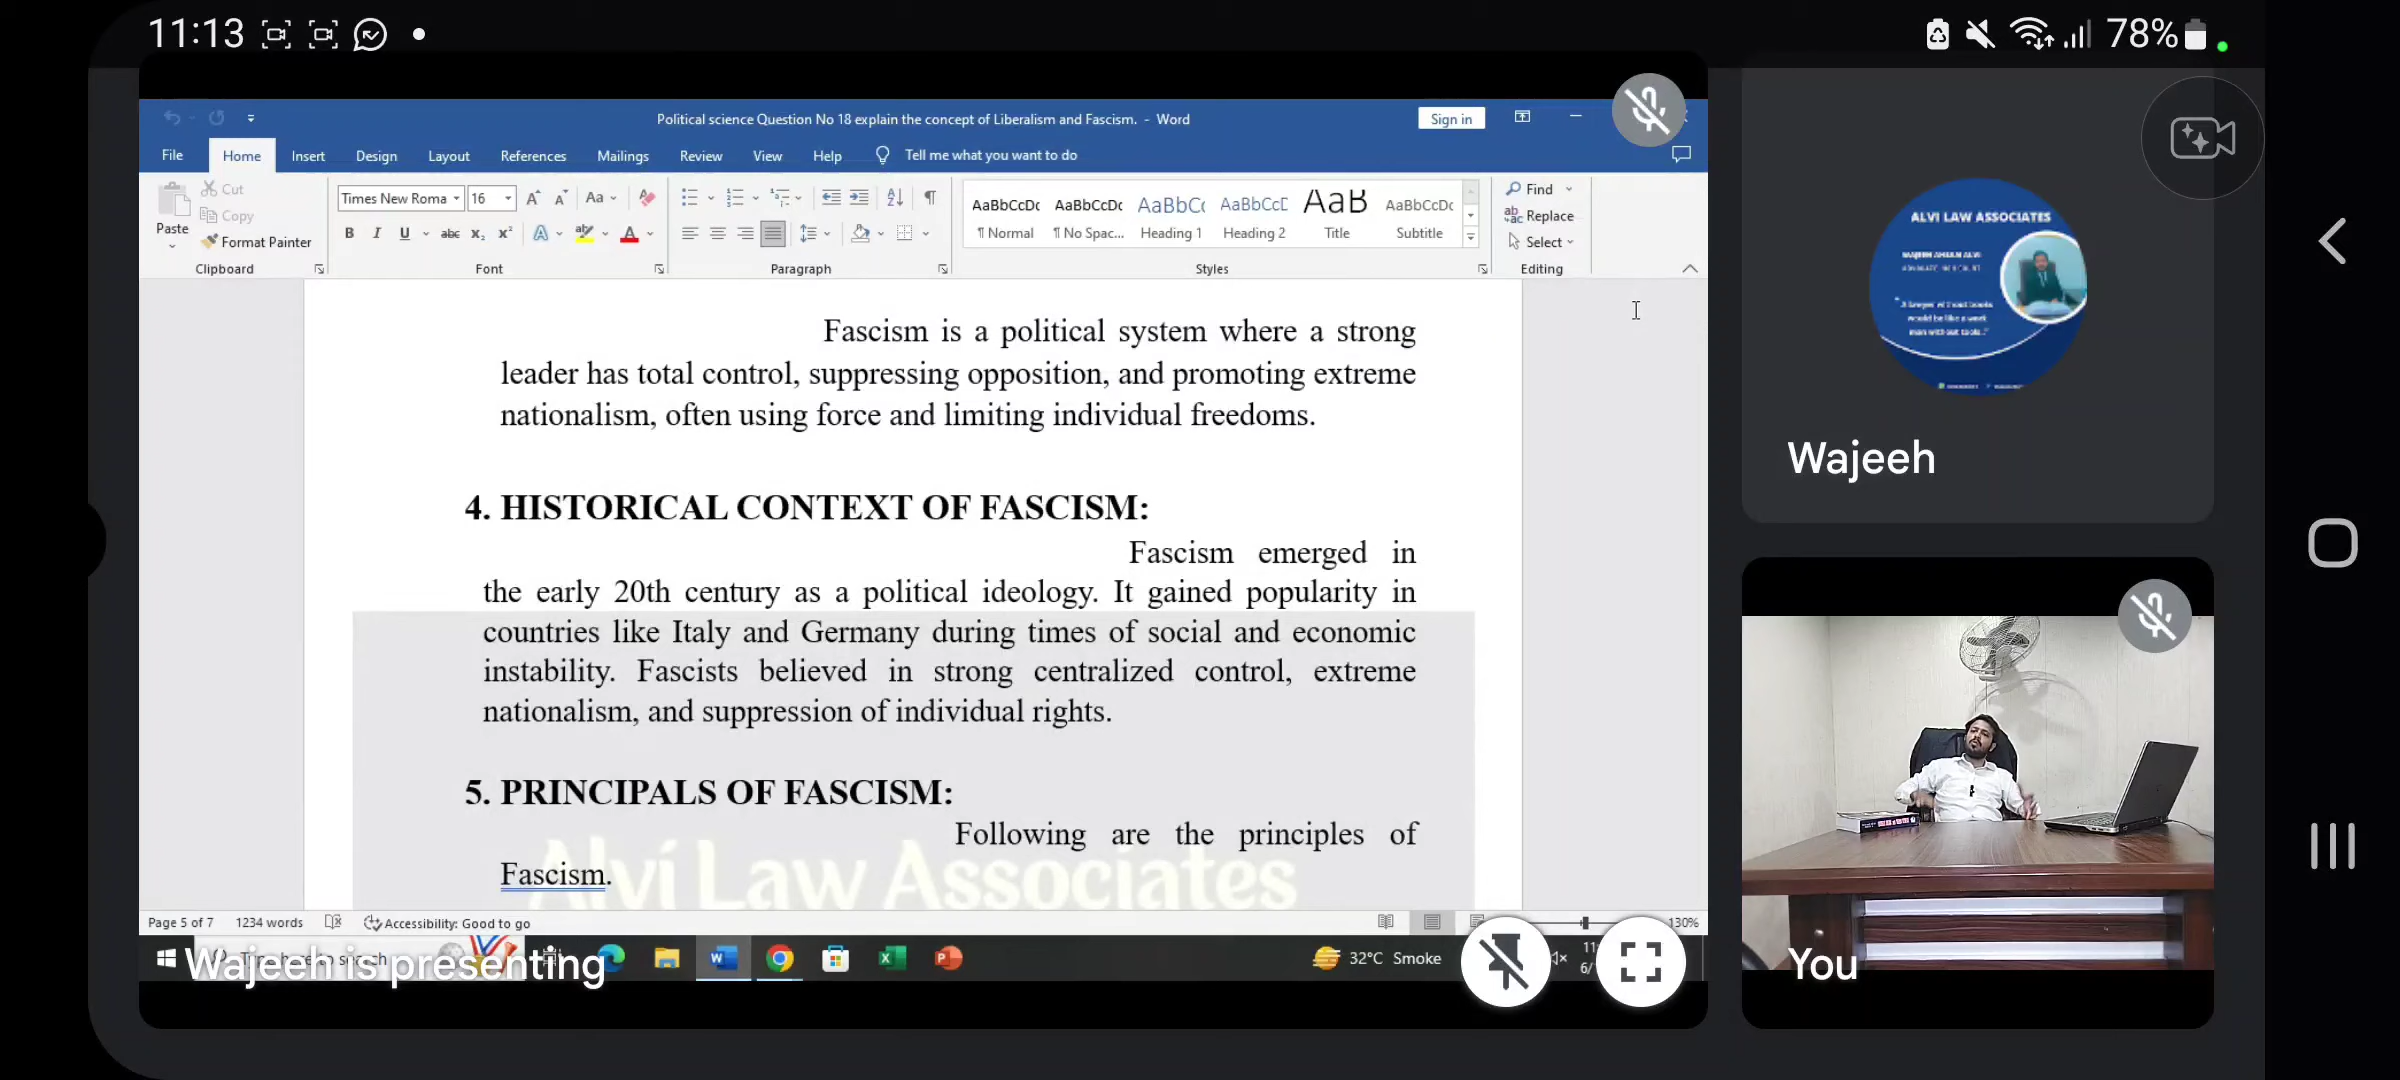 11:13
78%
Political science Question No 18 explain the concept of Liberalism and Fascism. - Word
Sign in
File Home Insert Design Layout References Mailings Review View Help Tell me what you want to do
Cut
Copy
Format Painter
Paste
Clipboard
Times New Roma 16
Font
Paragraph
AaBbCcDc AaBbCcDc AaBbC AaBbCcD AaB AaBbCcDc
¶ Normal ¶ No Spac... Heading 1 Heading 2 Title Subtitle
Styles
Find
Replace
Select
Editing
Fascism is a political system where a strong
leader has total control, suppressing opposition, and promoting extreme
nationalism, often using force and limiting individual freedoms.
4. HISTORICAL CONTEXT OF FASCISM:
Fascism emerged in
the early 20th century as a political ideology. It gained popularity in
countries like Italy and Germany during times of social and economic
instability. Fascists believed in strong centralized control, extreme
nationalism, and suppression of individual rights.
5. PRINCIPALS OF FASCISM:
Following are the principles of
Fascism.
Alvi Law Associates
Page 5 of 7 1234 words Accessibility: Good to go
130%
32°C Smoke
Wajeeh is presenting
ALVI LAW ASSOCIATES
Wajeeh
You